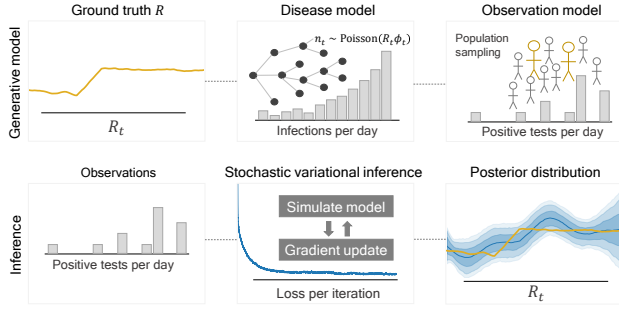 Generative model
Ground truth R
R_t
Disease model
n_t ~ Poisson(R_tϕ_t)
Infections per day
Observation model
Population
sampling
Positive tests per day
Inference
Observations
Positive tests per day
Stochastic variational inference
Simulate model
Gradient update
Loss per iteration
Posterior distribution
R_t